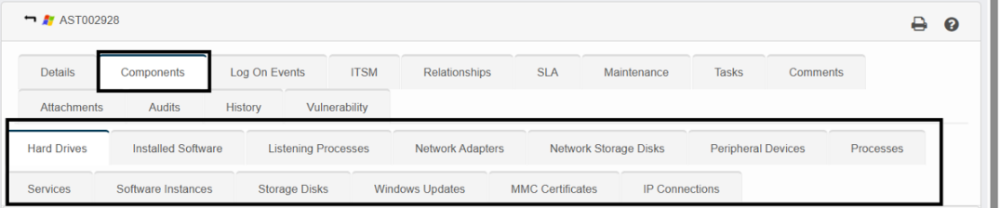 AST002928
Details Components Log On Events ITSM Relationships SLA Maintenance Tasks Comments
Attachments Audits History Vulnerability
Hard Drives Installed Software Listening Processes Network Adapters Network Storage Disks Peripheral Devices Processes
Services Software Instances Storage Disks Windows Updates MMC Certificates IP Connections